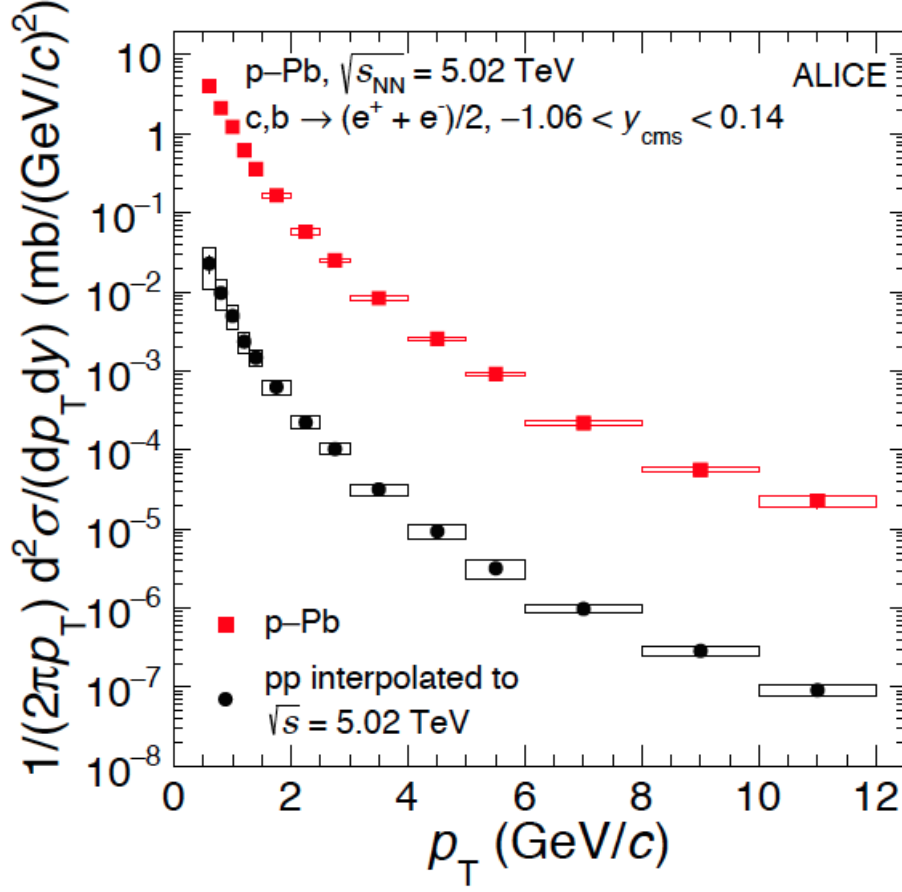 1/(2πp_T) d²σ/(dp_Tdy) (mb/(GeV/c)²)
10
1
10⁻¹
10⁻²
10⁻³
10⁻⁴
10⁻⁵
10⁻⁶
10⁻⁷
10⁻⁸
p–Pb, √s_NN = 5.02 TeV
ALICE
c,b → (e⁺ + e⁻)/2, −1.06 < y_cms < 0.14
p–Pb
pp interpolated to
√s = 5.02 TeV
0 2 4 6 8 10 12
p_T (GeV/c)